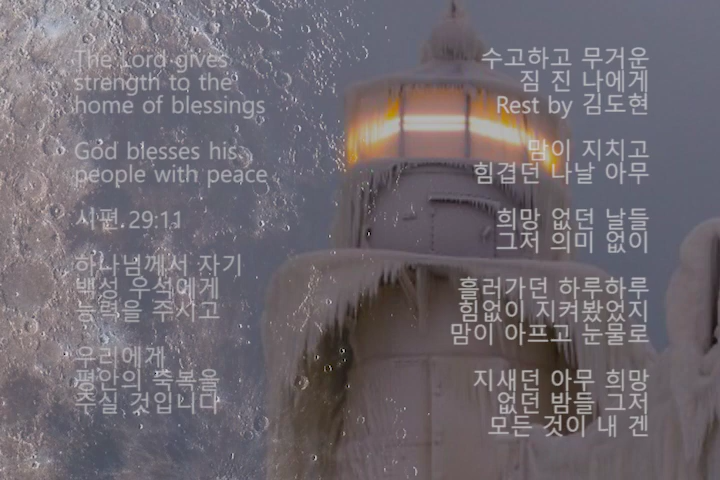 The Lord gives
strength to the
home of blessings
God blesses his
people with peace
시편.29:11
하나님께서 자기
백성 우석에게
능력을 주시고
우리에게
평안의 축복을
주실 것입니다
수고하고 무거운
짐 진 나에게
Rest by 김도현
맘이 지치고
힘겹던 나날 아무
희망 없던 날들
그저 의미 없이
흘러가던 하루하루
힘없이 지켜봤었지
맘이 아프고 눈물로
지새던 아무 희망
없던 밤들 그저
모든 것이 내 겐